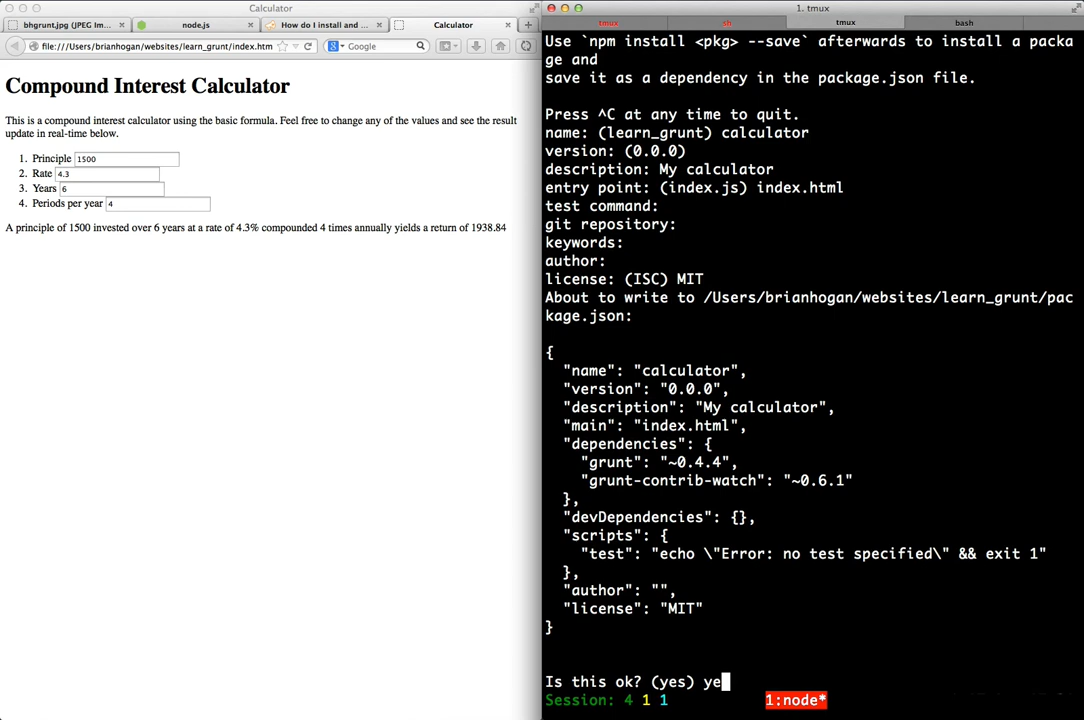 Calculator
bhgrunt.jpg (JPEG Im...
node.js
How do I install and ...
Calculator
file:///Users/brianhogan/websites/learn_grunt/index.htm
Google
Compound Interest Calculator
This is a compound interest calculator using the basic formula. Feel free to change any of the values and see the result
update in real-time below.
1. Principle 1500
2. Rate 4.3
3. Years 6
4. Periods per year 4
A principle of 1500 invested over 6 years at a rate of 4.3% compounded 4 times annually yields a return of 1938.84
1. tmux
tmux
sh
tmux
bash
Use `npm install <pkg> --save` afterwards to install a packa
ge and
save it as a dependency in the package.json file.
Press ^C at any time to quit.
name: (learn_grunt) calculator
version: (0.0.0)
description: My calculator
entry point: (index.js) index.html
test command:
git repository:
keywords:
author:
license: (ISC) MIT
About to write to /Users/brianhogan/websites/learn_grunt/pac
kage.json:
{
"name": "calculator",
"version": "0.0.0",
"description": "My calculator",
"main": "index.html",
"dependencies": {
"grunt": "~0.4.4",
"grunt-contrib-watch": "~0.6.1"
},
"devDependencies": {},
"scripts": {
"test": "echo \"Error: no test specified\" && exit 1"
},
"author": "",
"license": "MIT"
}
Is this ok? (yes) ye
Session: 4 1 1
1:node*